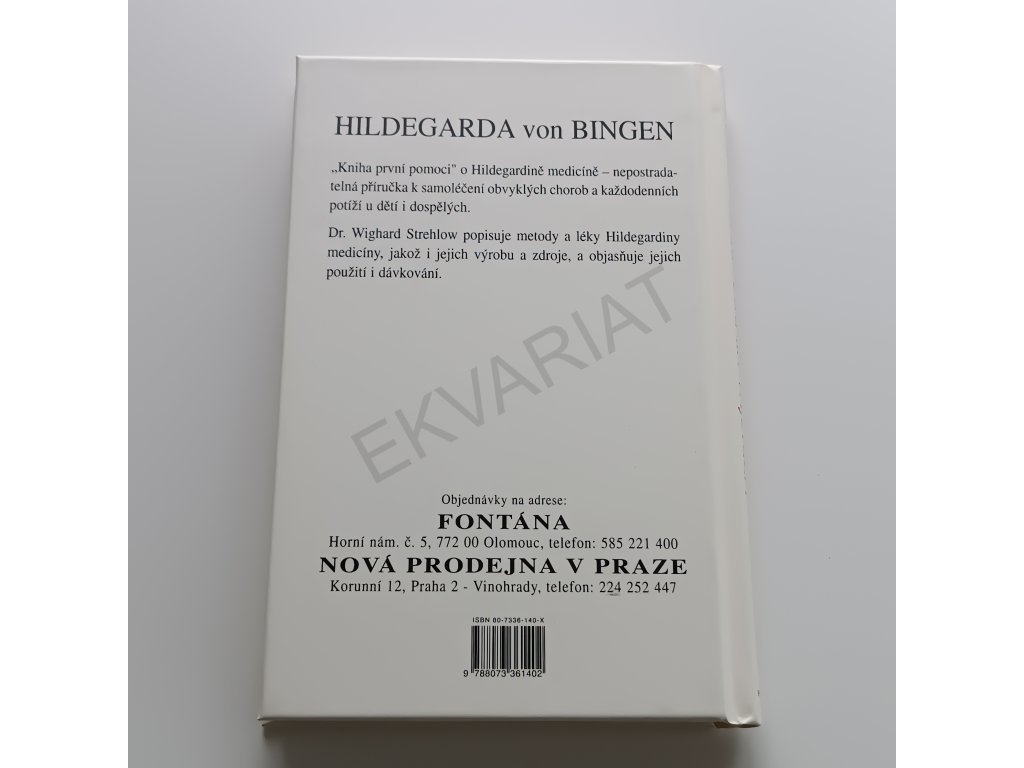 HILDEGARDA von BINGEN
„Kniha první pomoci" o Hildegardině medicíně – nepostrada-
telná příručka k samoléčení obvyklých chorob a každodenních
potíží u dětí i dospělých.
Dr. Wighard Strehlow popisuje metody a léky Hildegardiny
medicíny, jakož i jejich výrobu a zdroje, a objasňuje jejich
použití i dávkování.
EKVARIAT
Objednávky na adrese:
FONTÁNA
Horní nám. č. 5, 772 00 Olomouc, telefon: 585 221 400
NOVÁ PRODEJNA V PRAZE
Korunní 12, Praha 2 - Vinohrady, telefon: 224 252 447
ISBN 80-7336-140-X
9 788073 361402